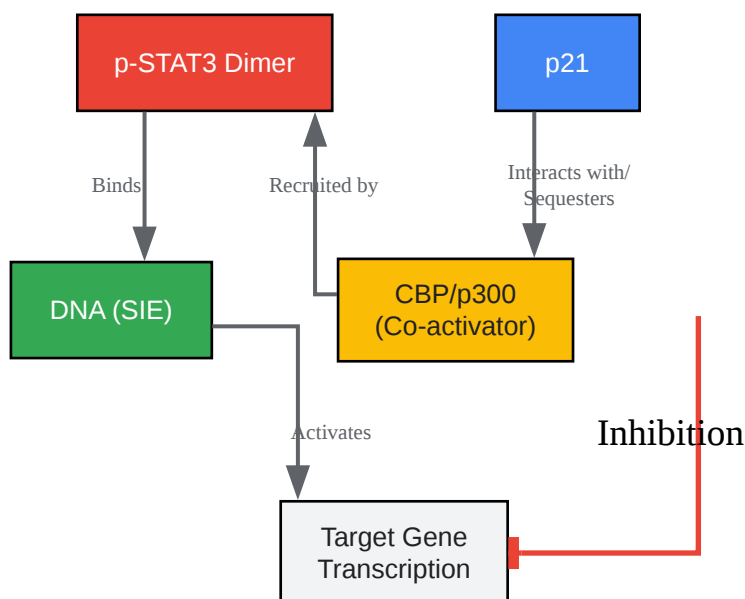 p-STAT3 Dimer
p21
Binds
Recruited by
Interacts with/
Sequesters
DNA (SIE)
CBP/p300
(Co-activator)
Activates
Inhibition
Target Gene
Transcription